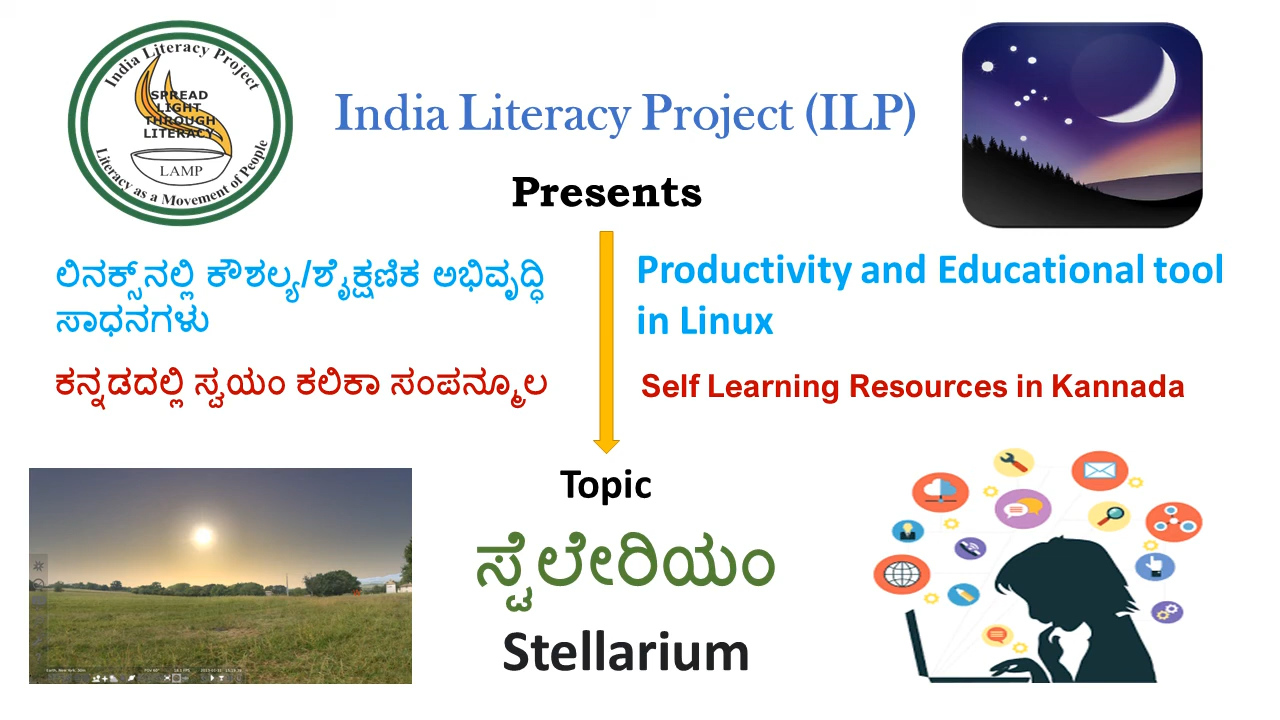 India Literacy Project
SPREAD
LIGHT
THROUGH
LITERACY
LAMP
Literacy as a Movement of People
India Literacy Project (ILP)
Presents
ಲಿನಕ್ಸ್‌ನಲ್ಲಿ ಕೌಶಲ್ಯ/ಶೈಕ್ಷಣಿಕ ಅಭಿವೃದ್ಧಿ
ಸಾಧನಗಳು
Productivity and Educational tool
in Linux
ಕನ್ನಡದಲ್ಲಿ ಸ್ವಯಂ ಕಲಿಕಾ ಸಂಪನ್ಮೂಲ
Self Learning Resources in Kannada
Topic
ಸ್ಟೆಲೇರಿಯಂ
Stellarium